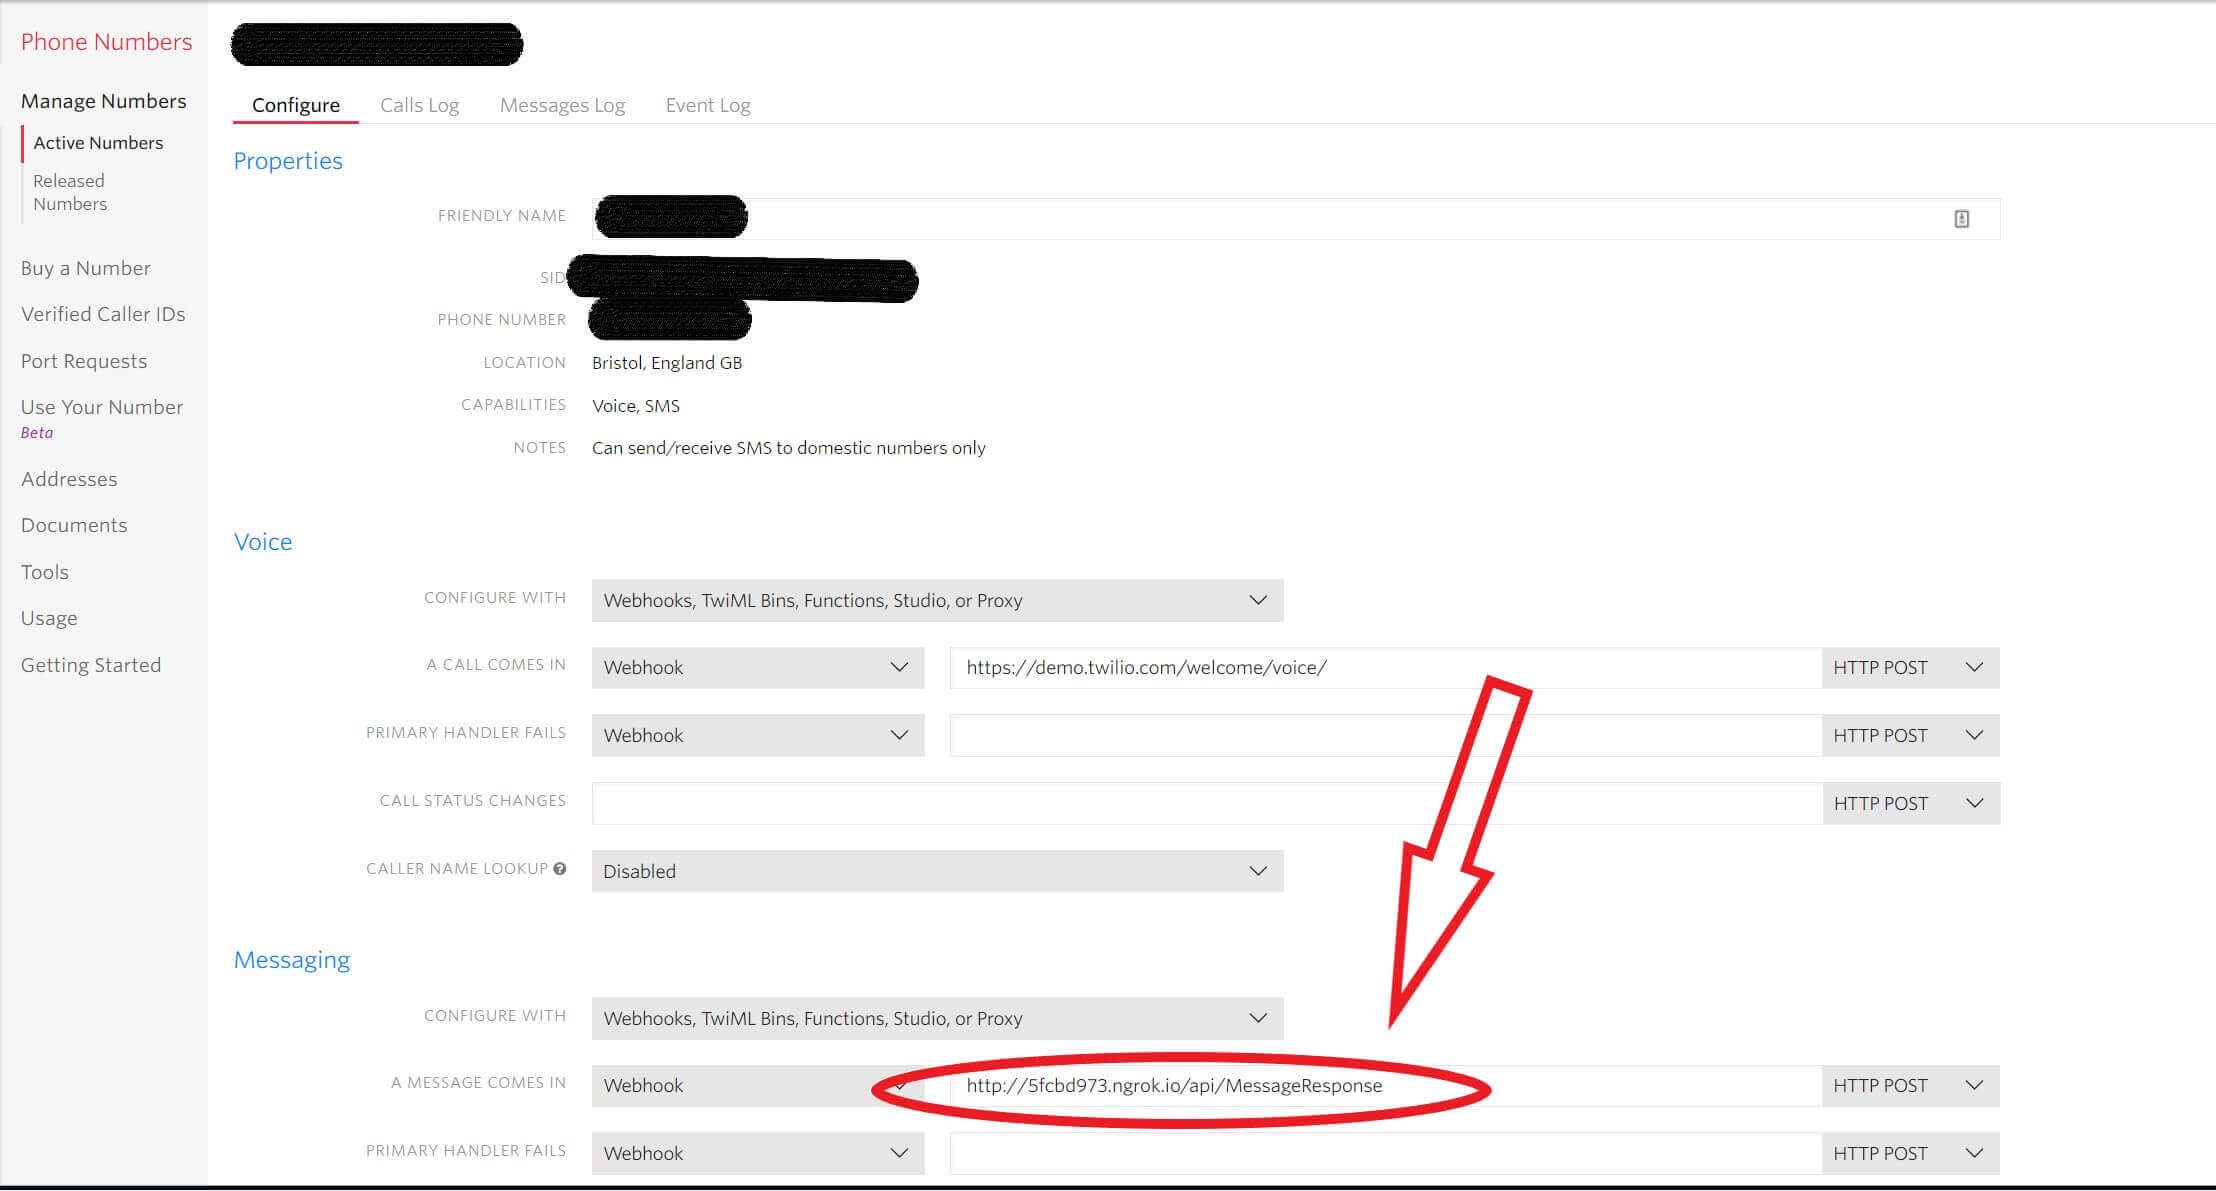 Phone Numbers
Manage Numbers
Active Numbers
Released
Numbers
Buy a Number
Verified Caller IDs
Port Requests
Use Your Number
Beta
Addresses
Documents
Tools
Usage
Getting Started
Configure Calls Log Messages Log Event Log
Properties
FRIENDLY NAME
SID
PHONE NUMBER
LOCATION Bristol, England GB
CAPABILITIES Voice, SMS
NOTES Can send/receive SMS to domestic numbers only
Voice
CONFIGURE WITH Webhooks, TwiML Bins, Functions, Studio, or Proxy
A CALL COMES IN Webhook https://demo.twilio.com/welcome/voice/ HTTP POST
PRIMARY HANDLER FAILS Webhook HTTP POST
CALL STATUS CHANGES HTTP POST
CALLER NAME LOOKUP ? Disabled
Messaging
CONFIGURE WITH Webhooks, TwiML Bins, Functions, Studio, or Proxy
A MESSAGE COMES IN Webhook http://5fcbd973.ngrok.io/api/MessageResponse HTTP POST
PRIMARY HANDLER FAILS Webhook HTTP POST